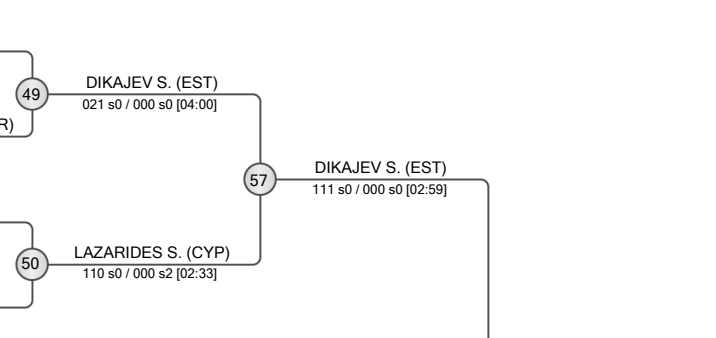 DIKAJEV S. (EST)
49
021 s0 / 000 s0 [04:00]
R)
DIKAJEV S. (EST)
57
111 s0 / 000 s0 [02:59]
LAZARIDES S. (CYP)
50
110 s0 / 000 s2 [02:33]